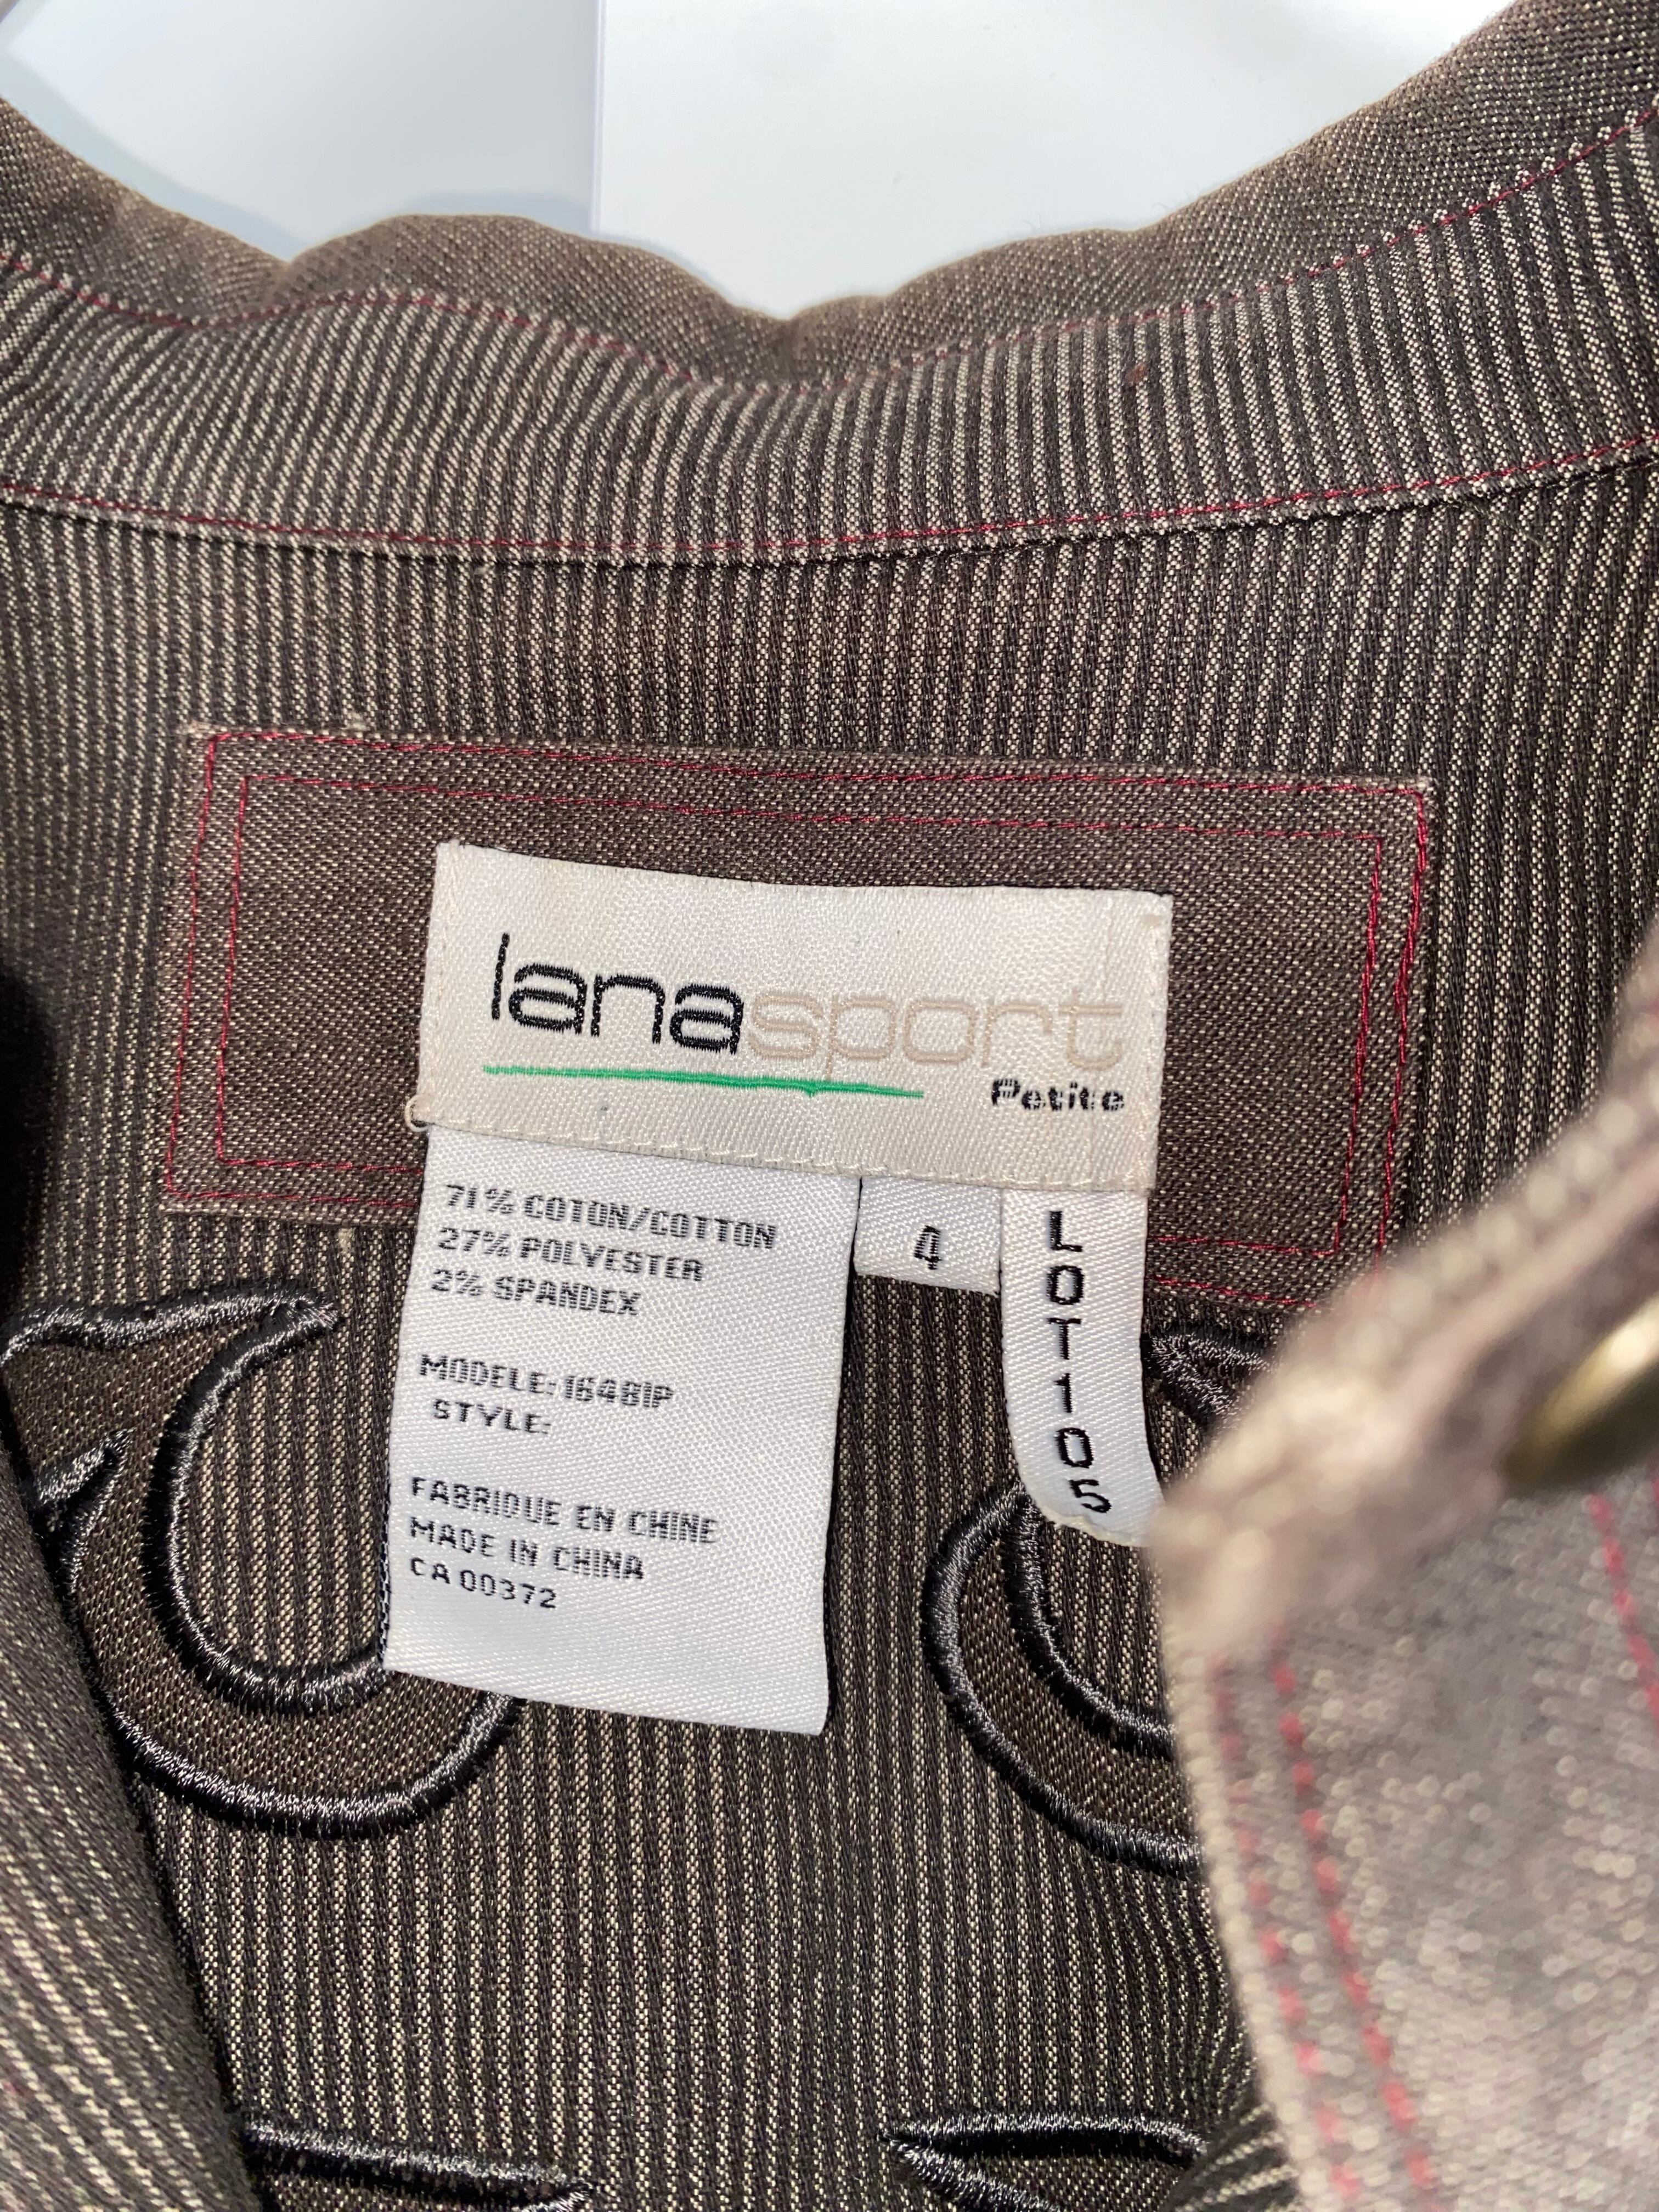 lanasport
Petite
71% COTON/COTTON
27% POLYESTER
2% SPANDEX
MODELE: 16481P
STYLE:
FABRIQUE EN CHINE
MADE IN CHINA
CA 00372
4
LOT105